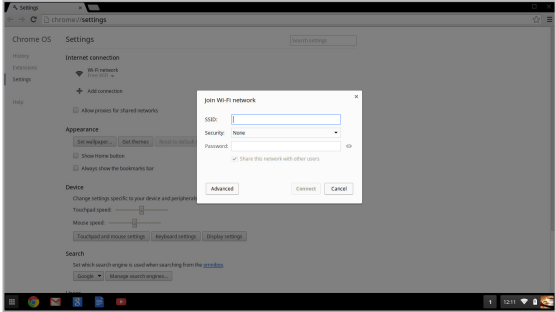 Settings
chrome://settings
Chrome OS
Settings
Search settings
History
Extensions
Settings
Help
Internet connection
Wi-Fi network
Add connection
Allow proxies for shared networks
Appearance
Set wallpaper...
Get themes
Reset to default
Show Home button
Always show the bookmarks bar
Device
Change settings specific to your device and peripherals
Touchpad speed:
Mouse speed:
Touchpad and mouse settings
Keyboard settings
Display settings
Search
Set which search engine is used when searching from the omnibox.
Google
Manage search engines...
Join Wi-Fi network
SSID:
Security: None
Password:
Share this network with other users
Advanced
Connect
Cancel
1
12:11